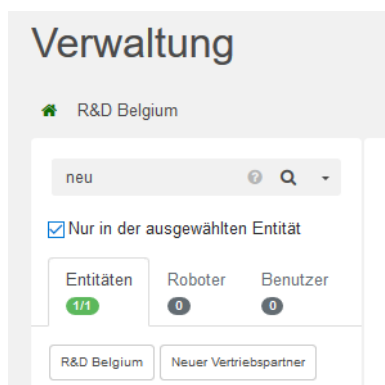 Verwaltung
R&D Belgium
neu
Nur in der ausgewählten Entität
Entitäten Roboter Benutzer
1/1 0 0
R&D Belgium Neuer Vertriebspartner